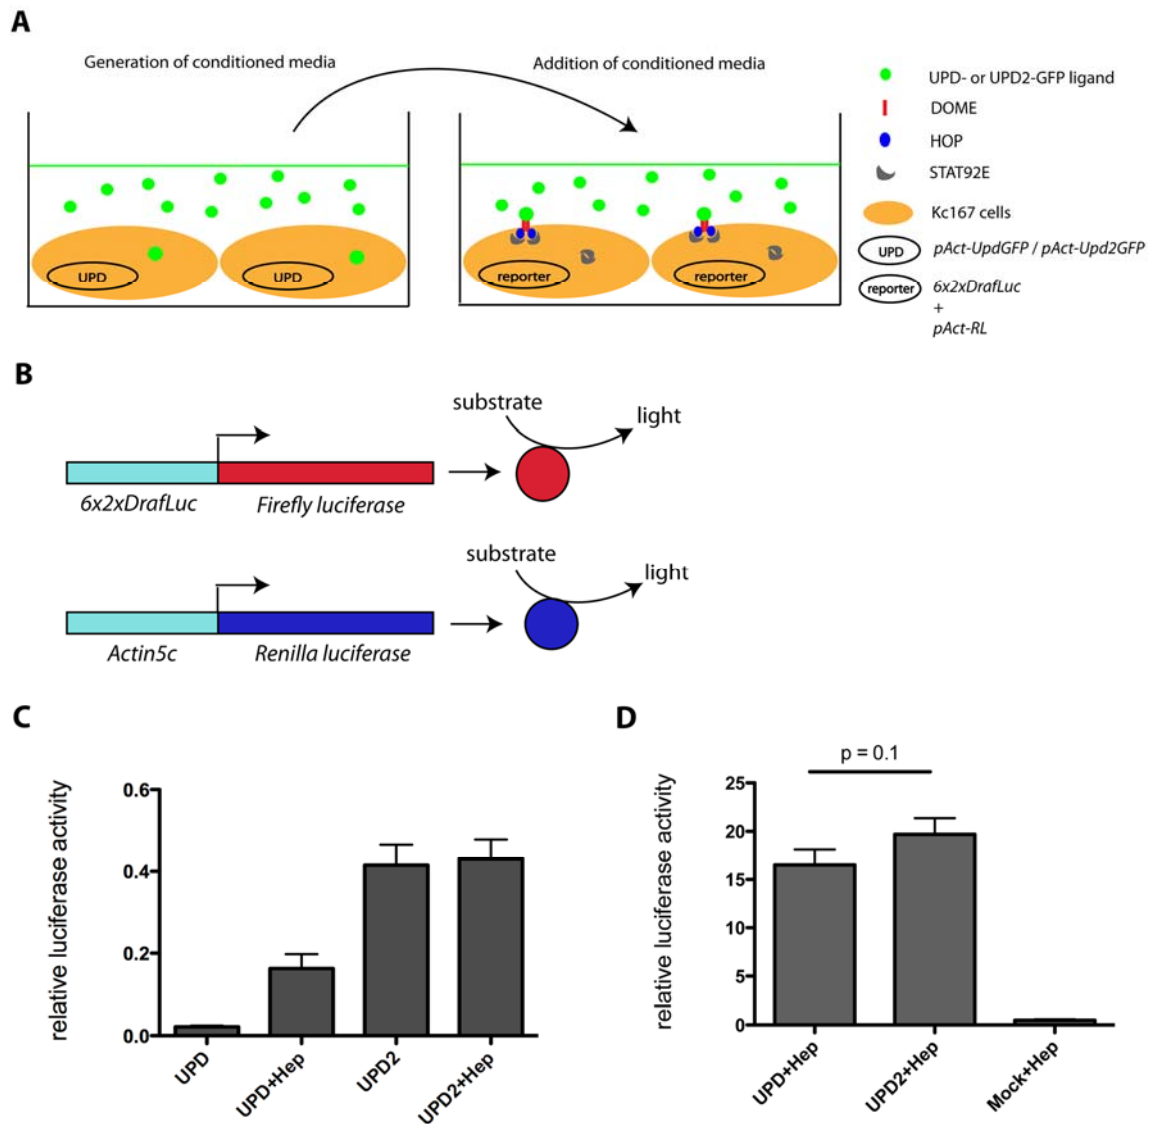 A
Generation of conditioned media
Addition of conditioned media
UPD- or UPD2-GFP ligand
DOME
HOP
STAT92E
Kc167 cells
UPD
pAct-UpdGFP / pAct-Upd2GFP
reporter
6x2xDrafLuc
+
pAct-RL
UPD
UPD
reporter
reporter
B
substrate
light
6x2xDrafLuc
Firefly luciferase
substrate
light
Actin5c
Renilla luciferase
C
relative luciferase activity
0.6
0.4
0.2
0.0
UPD
UPD+Hep
UPD2
UPD2+Hep
D
p = 0.1
relative luciferase activity
25
20
15
10
5
0
UPD+Hep
UPD2+Hep
Mock+Hep